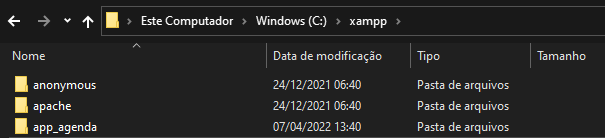 Este Computador > Windows (C:) > xampp >
Nome Data de modificação Tipo Tamanho
anonymous 24/12/2021 06:40 Pasta de arquivos
apache 24/12/2021 06:40 Pasta de arquivos
app_agenda 07/04/2022 13:40 Pasta de arquivos